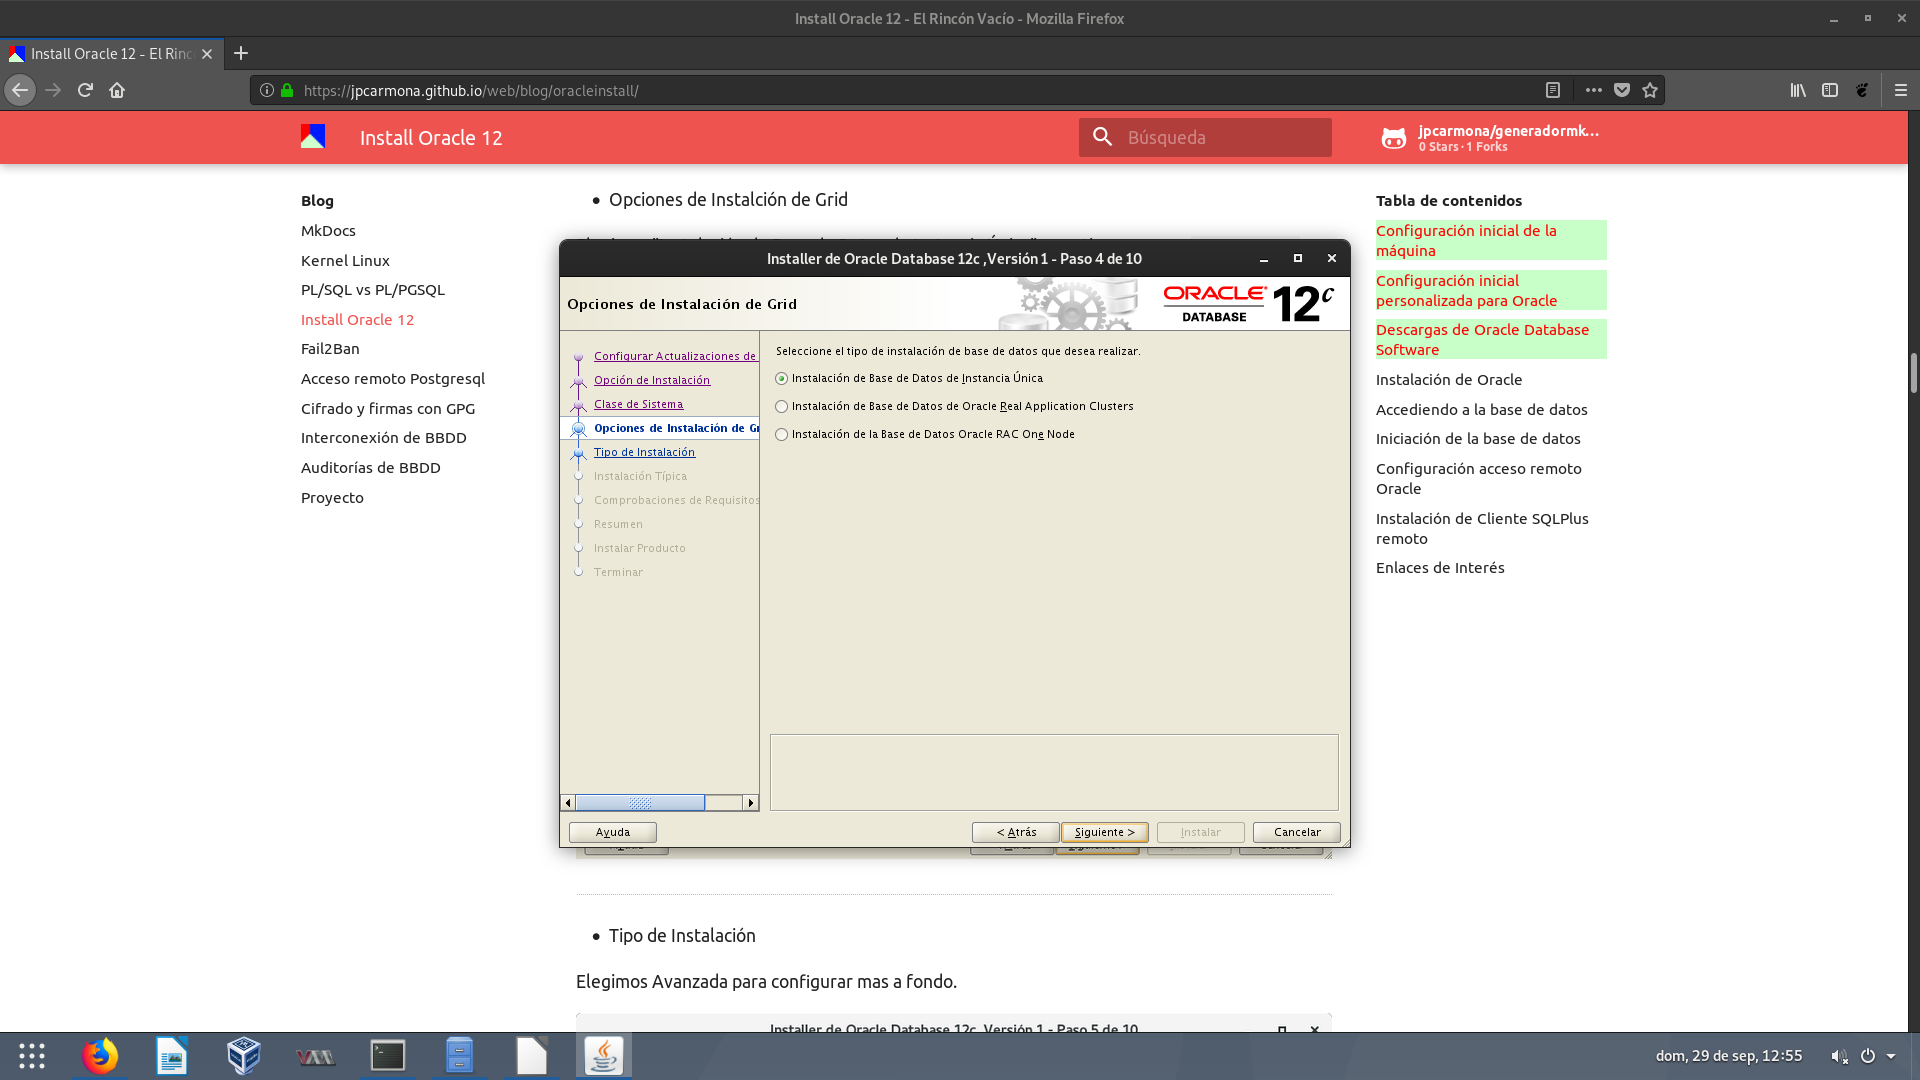 Install Oracle 12 - El Rincón Vacío - Mozilla Firefox
Install Oracle 12 - El Rinc
https://jpcarmona.github.io/web/blog/oracleinstall/
Install Oracle 12
Búsqueda
jpcarmona/generadormk...
0 Stars · 1 Forks
Blog
MkDocs
Kernel Linux
PL/SQL vs PL/PGSQL
Install Oracle 12
Fail2Ban
Acceso remoto Postgresql
Cifrado y firmas con GPG
Interconexión de BBDD
Auditorías de BBDD
Proyecto
Opciones de Instalción de Grid
Installer de Oracle Database 12c ,Versión 1 - Paso 4 de 10
Opciones de Instalación de Grid
ORACLE
DATABASE
12c
Configurar Actualizaciones de
Opción de Instalación
Clase de Sistema
Opciones de Instalación de Gr
Tipo de Instalación
Instalación Típica
Comprobaciones de Requisitos
Resumen
Instalar Producto
Terminar
Seleccione el tipo de instalación de base de datos que desea realizar.
Instalación de Base de Datos de Instancia Única
Instalación de Base de Datos de Oracle Real Application Clusters
Instalación de la Base de Datos Oracle RAC One Node
Ayuda
< Atrás
Siguiente >
Instalar
Cancelar
Tipo de Instalación
Elegimos Avanzada para configurar mas a fondo.
Installer de Oracle Database 12c ,Versión 1 - Paso 5 de 10
Tabla de contenidos
Configuración inicial de la
máquina
Configuración inicial
personalizada para Oracle
Descargas de Oracle Database
Software
Instalación de Oracle
Accediendo a la base de datos
Iniciación de la base de datos
Configuración acceso remoto
Oracle
Instalación de Cliente SQLPlus
remoto
Enlaces de Interés
dom, 29 de sep, 12:55